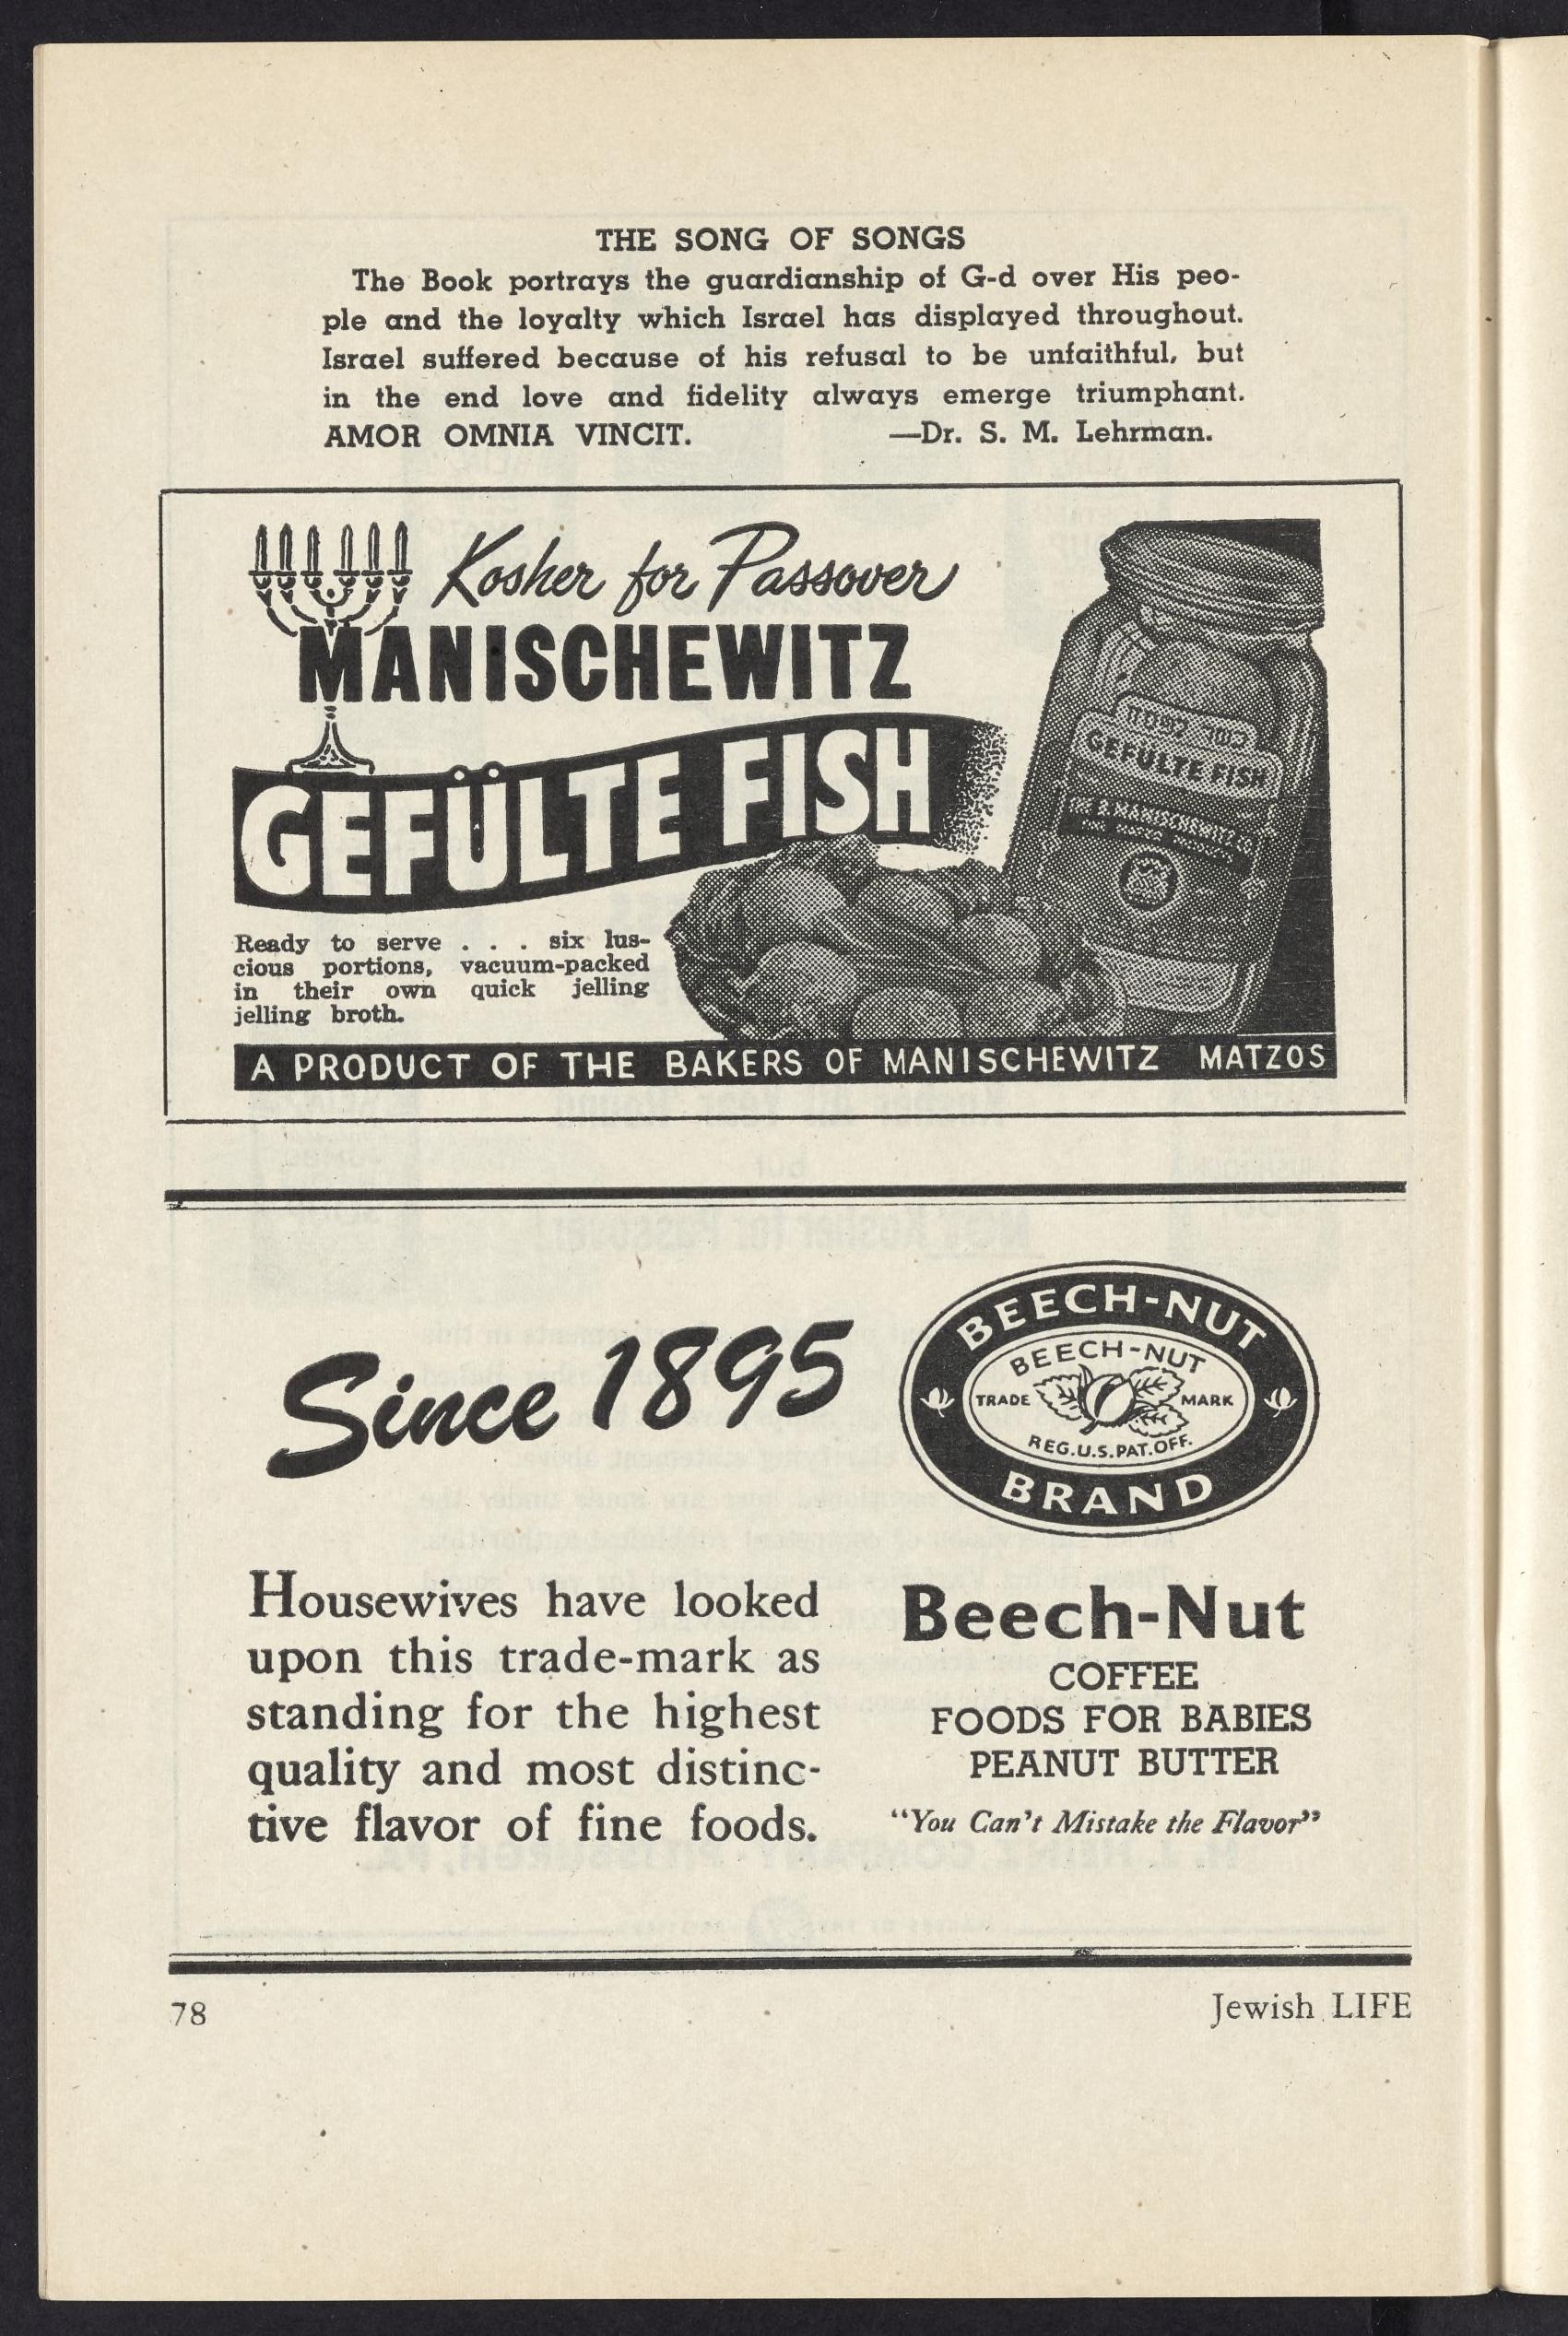 THE SONG OF SONGS
The Book portrays the guardianship of G-d over His peo-
ple and the loyalty which Israel has displayed throughout.
Israel suffered because of his refusal to be unfaithful, but
in the end love and fidelity always emerge triumphant.
AMOR OMNIA VINCIT. —Dr. S. M. Lehrman.
Kosher for Passover
MANISCHEWITZ
GEFÜLTE FISH
כשר לפסח
GEFULTE FISH
THE B. MANISCHEWITZ CO.
Ready to serve . . . six lus-
cious portions, vacuum-packed
in their own quick jelling
jelling broth.
A PRODUCT OF THE BAKERS OF MANISCHEWITZ MATZOS
Since 1895
BEECH-NUT
BEECH-NUT
TRADE MARK
REG.U.S.PAT.OFF.
BRAND
Housewives have looked
upon this trade-mark as
standing for the highest
quality and most distinc-
tive flavor of fine foods.
Beech-Nut
COFFEE
FOODS FOR BABIES
PEANUT BUTTER
"You Can't Mistake the Flavor"
78
Jewish LIFE